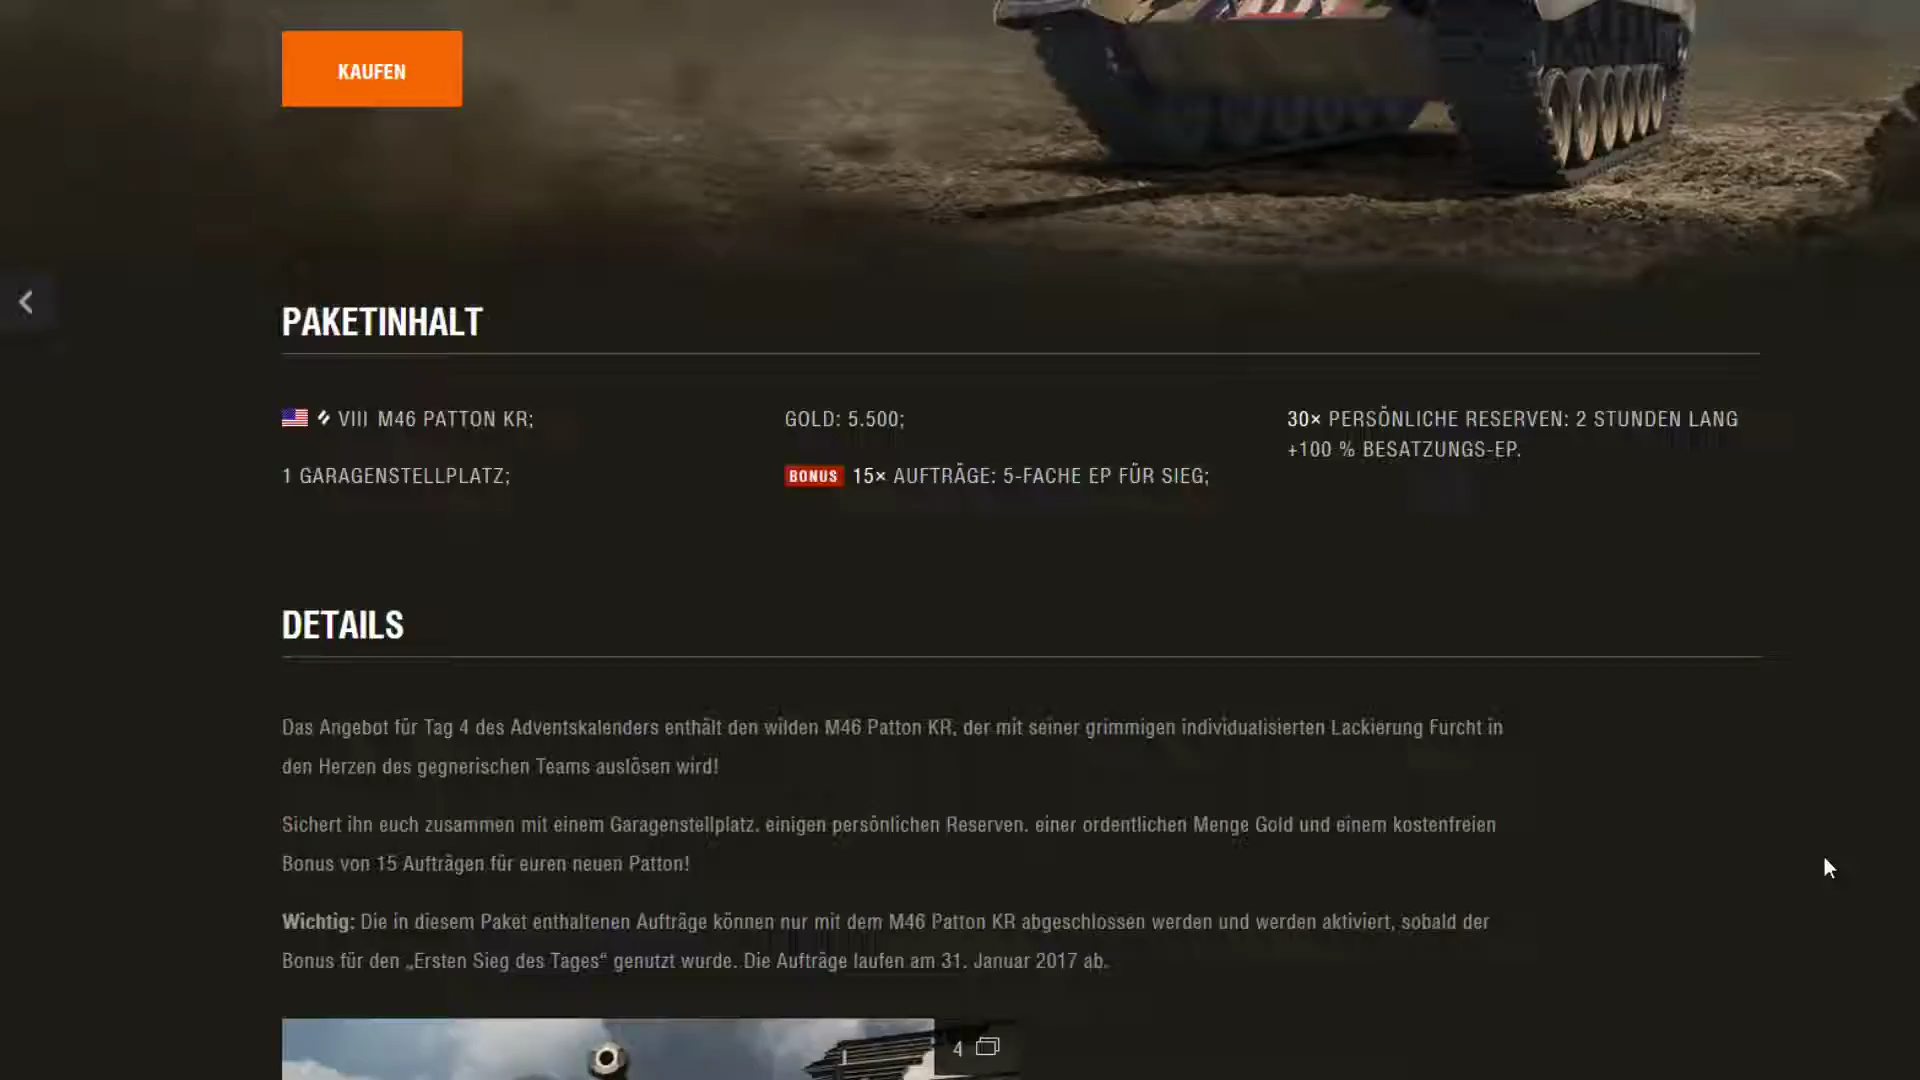 KAUFEN
PAKETINHALT
VIII M46 PATTON KR;
1 GARAGENSTELLPLATZ;
GOLD: 5.500;
BONUS 15× AUFTRÄGE: 5-FACHE EP FÜR SIEG;
30× PERSÖNLICHE RESERVEN: 2 STUNDEN LANG
+100 % BESATZUNGS-EP.
DETAILS
Das Angebot für Tag 4 des Adventskalenders enthält den wilden M46 Patton KR, der mit seiner grimmigen individualisierten Lackierung Furcht in
den Herzen des gegnerischen Teams auslösen wird!
Sichert ihn euch zusammen mit einem Garagenstellplatz, einigen persönlichen Reserven, einer ordentlichen Menge Gold und einem kostenfreien
Bonus von 15 Aufträgen für euren neuen Patton!
Wichtig: Die in diesem Paket enthaltenen Aufträge können nur mit dem M46 Patton KR abgeschlossen werden und werden aktiviert, sobald der
Bonus für den „Ersten Sieg des Tages“ genutzt wurde. Die Aufträge laufen am 31. Januar 2017 ab.
4